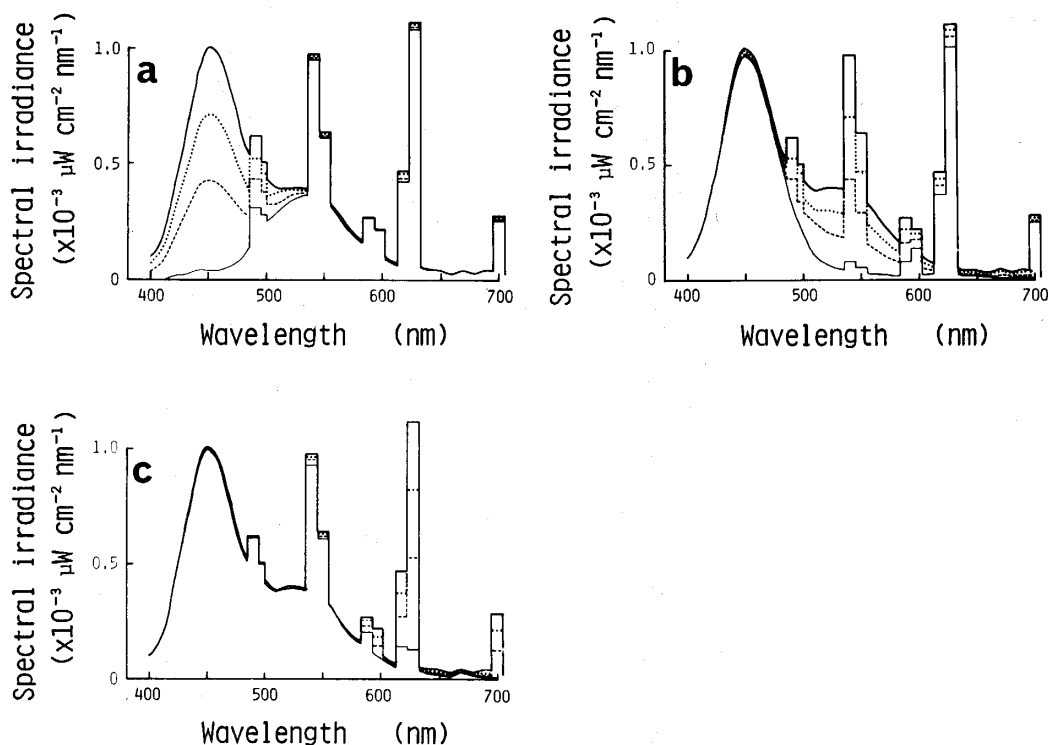 a
Spectral irradiance
(x10⁻³ μW cm⁻² nm⁻¹)
1.0
0.5
0
400 500 600 700
Wavelength (nm)
b
Spectral irradiance
(x10⁻³ μW cm⁻² nm⁻¹)
1.0
0.5
0
400 500 600 700
Wavelength (nm)
c
Spectral irradiance
(x10⁻³ μW cm⁻² nm⁻¹)
1.0
0.5
0
400 500 600 700
Wavelength (nm)